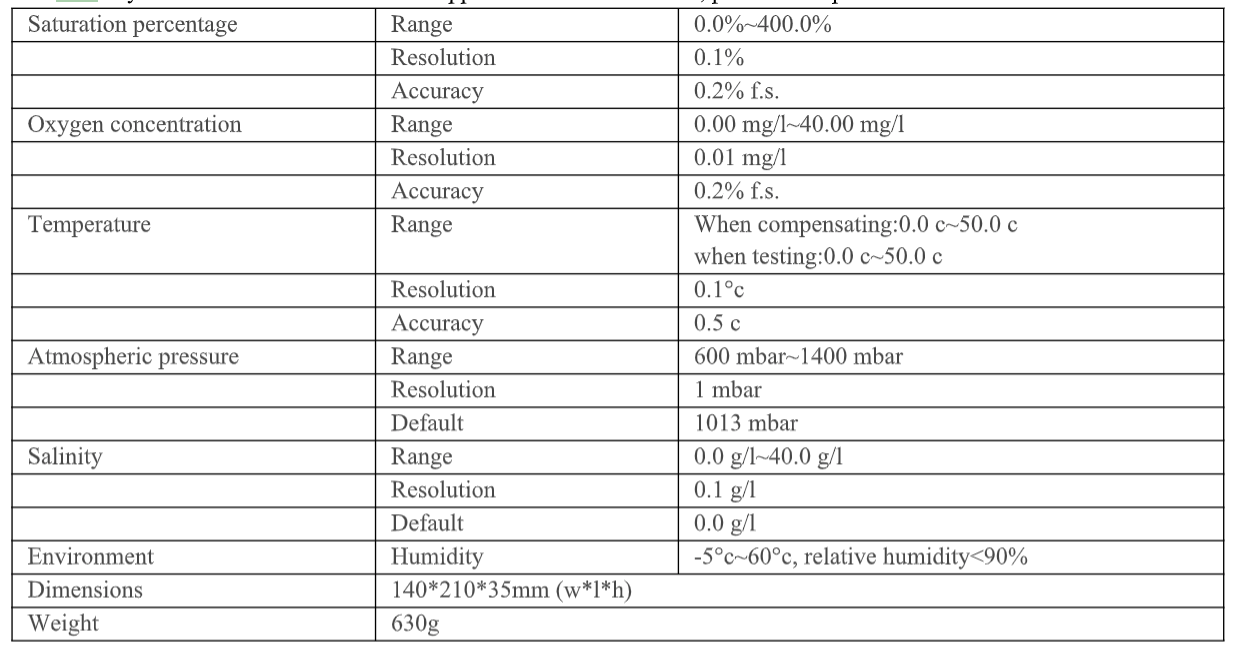 Saturation percentage Range 0.0%~400.0%
Resolution 0.1%
Accuracy 0.2% f.s.
Oxygen concentration Range 0.00 mg/l~40.00 mg/l
Resolution 0.01 mg/l
Accuracy 0.2% f.s.
Temperature Range When compensating:0.0 c~50.0 c
when testing:0.0 c~50.0 c
Resolution 0.1°c
Accuracy 0.5 c
Atmospheric pressure Range 600 mbar~1400 mbar
Resolution 1 mbar
Default 1013 mbar
Salinity Range 0.0 g/l~40.0 g/l
Resolution 0.1 g/l
Default 0.0 g/l
Environment Humidity -5°c~60°c, relative humidity<90%
Dimensions 140*210*35mm (w*l*h)
Weight 630g